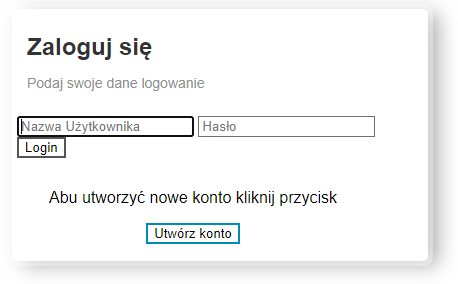 Zaloguj się
Podaj swoje dane logowanie
Nazwa Użytkownika Hasło
Login
Abu utworzyć nowe konto kliknij przycisk
Utwórz konto